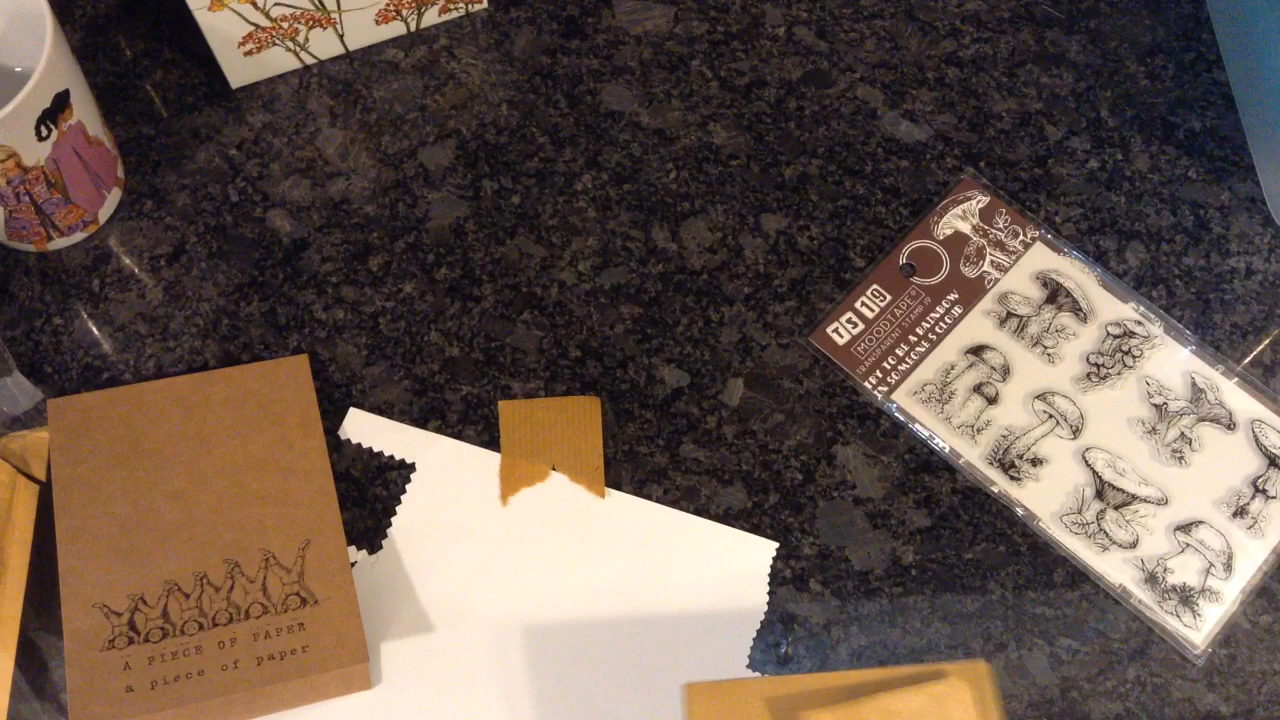 TS 19
MOODTAPE®
TRANSPARENT STAMP 19
TRY TO BE A RAINBOW
IN SOMEONE'S CLOUD
A PIECE OF PAPER
a piece of paper